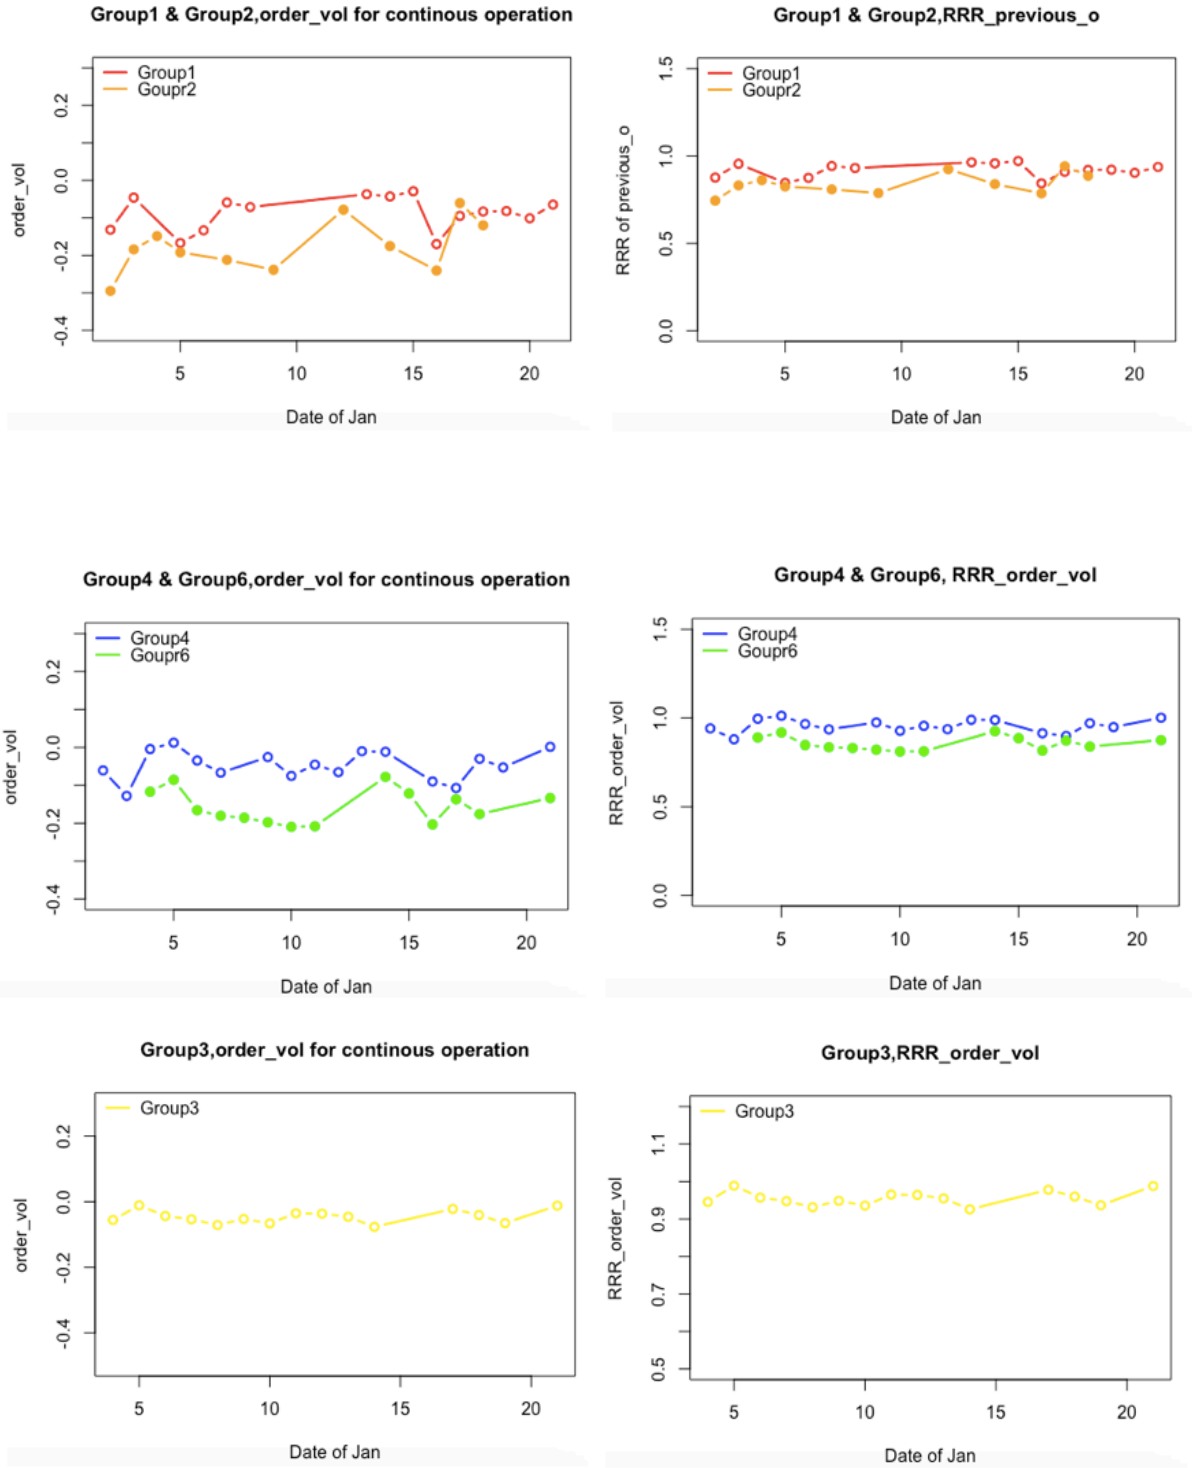 Group1 & Group2,order_vol for continous operation
Group1
Goupr2
order_vol
0.2
0.0
-0.2
-0.4
5
10
15
20
Date of Jan
Group1 & Group2,RRR_previous_o
Group1
Goupr2
RRR of previous_o
1.5
1.0
0.5
0.0
5
10
15
20
Date of Jan
Group4 & Group6,order_vol for continous operation
Group4
Goupr6
order_vol
0.2
0.0
-0.2
-0.4
5
10
15
20
Date of Jan
Group4 & Group6, RRR_order_vol
Group4
Goupr6
RRR_order_vol
1.5
1.0
0.5
0.0
5
10
15
20
Date of Jan
Group3,order_vol for continous operation
Group3
order_vol
0.2
0.0
-0.2
-0.4
5
10
15
20
Date of Jan
Group3,RRR_order_vol
Group3
RRR_order_vol
1.1
0.9
0.7
0.5
5
10
15
20
Date of Jan